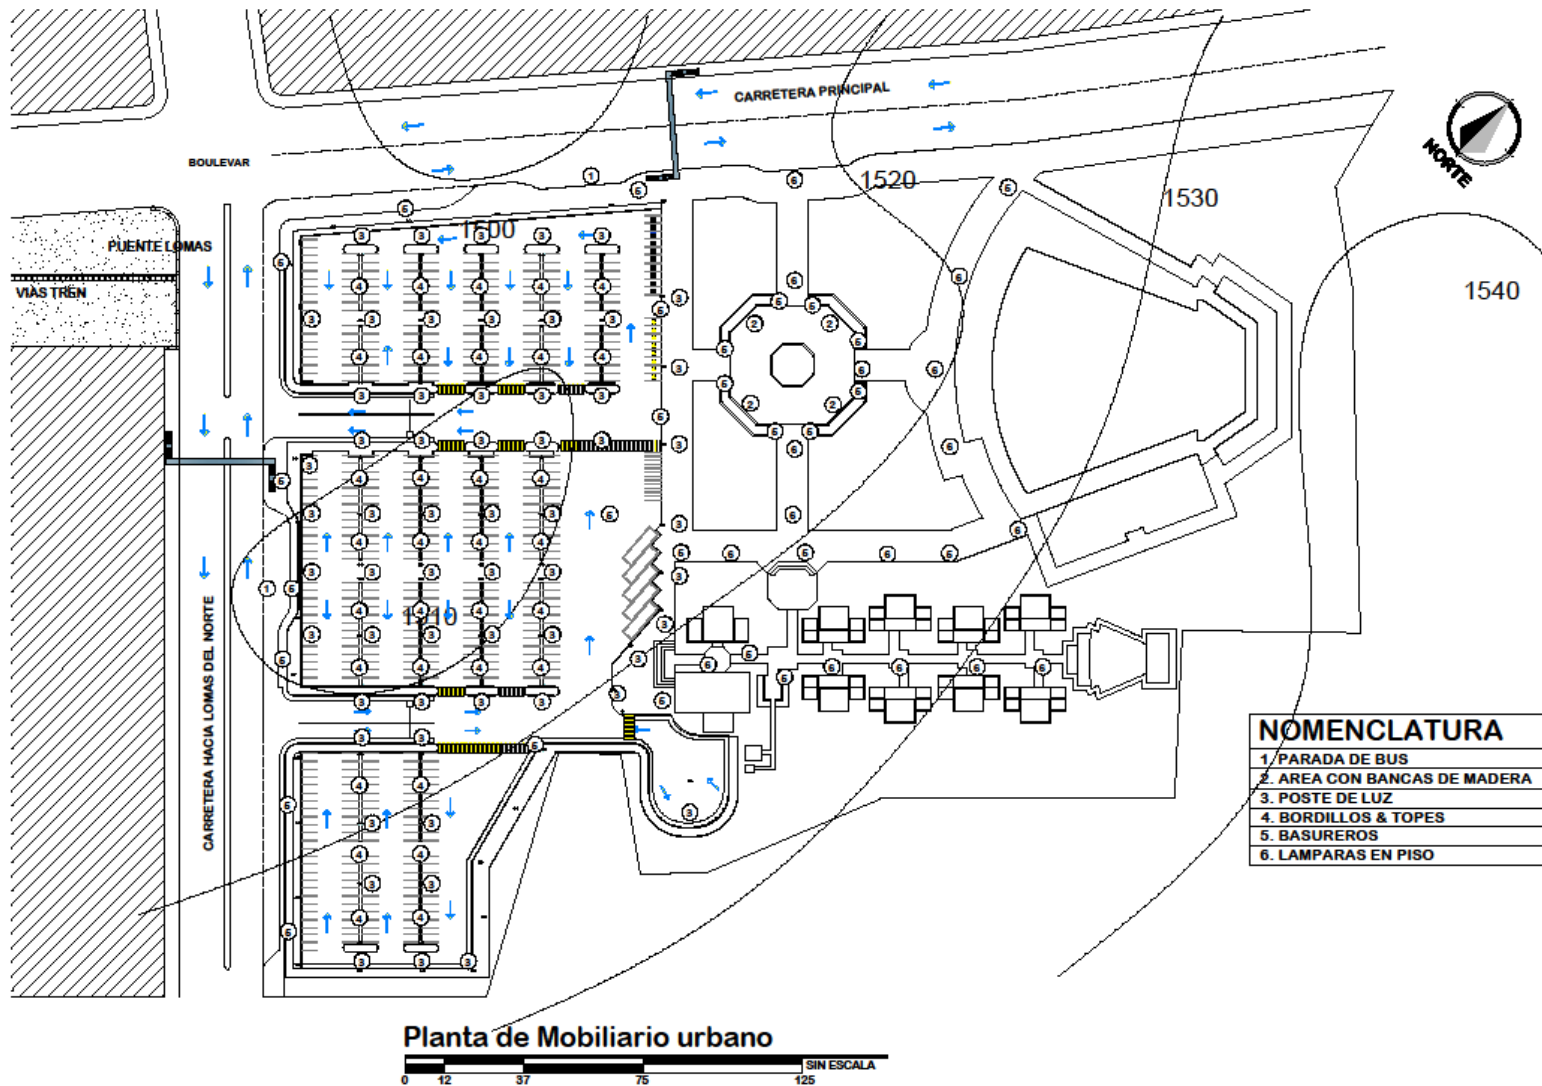 CARRETERA PRINCIPAL
BOULEVAR
NORTE
1520
1530
1500
PUENTE LOMAS
VIAS TREN
1540
1510
CARRETERA HACIA LOMAS DEL NORTE
NOMENCLATURA
1. PARADA DE BUS
2. AREA CON BANCAS DE MADERA
3. POSTE DE LUZ
4. BORDILLOS & TOPES
5. BASUREROS
6. LAMPARAS EN PISO
Planta de Mobiliario urbano
SIN ESCALA
0 12 37 75 125